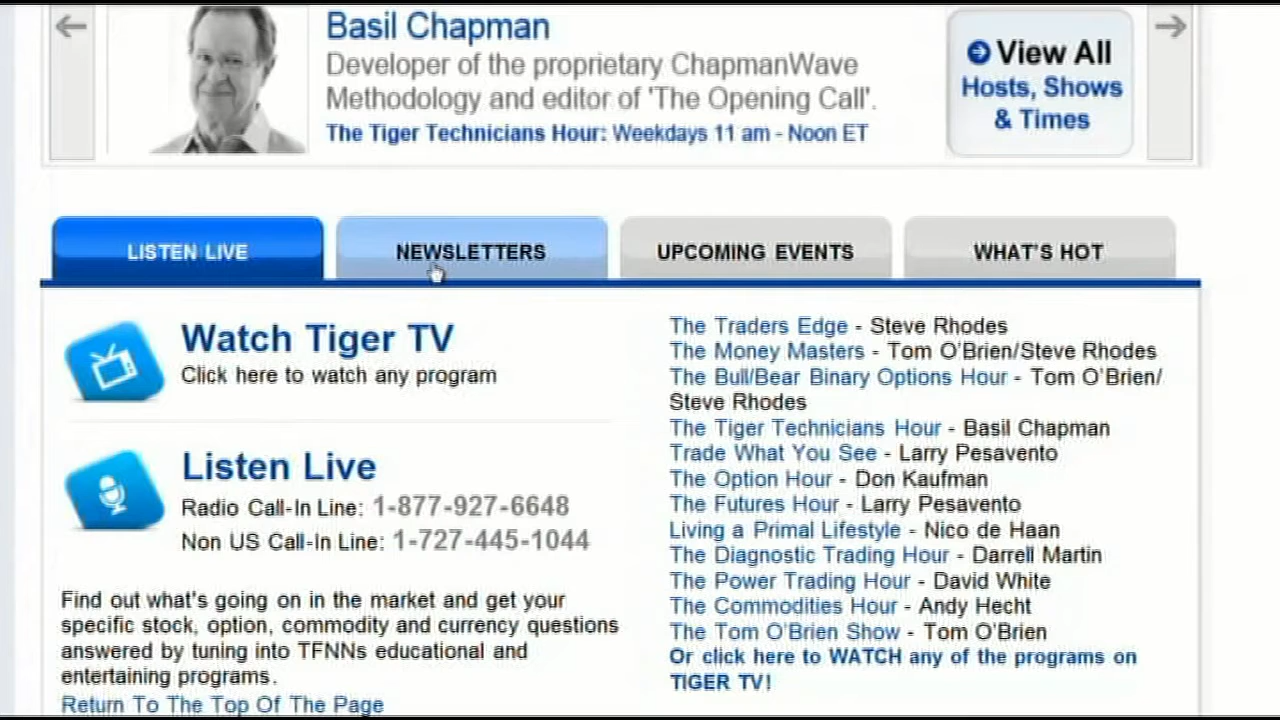 Basil Chapman
Developer of the proprietary ChapmanWave
Methodology and editor of 'The Opening Call'.
The Tiger Technicians Hour: Weekdays 11 am - Noon ET
View All
Hosts, Shows
& Times
LISTEN LIVE
NEWSLETTERS
UPCOMING EVENTS
WHAT'S HOT
Watch Tiger TV
Click here to watch any program
Listen Live
Radio Call-In Line: 1-877-927-6648
Non US Call-In Line: 1-727-445-1044
Find out what's going on in the market and get your
specific stock, option, commodity and currency questions
answered by tuning into TFNNs educational and
entertaining programs.
Return To The Top Of The Page
The Traders Edge - Steve Rhodes
The Money Masters - Tom O'Brien/Steve Rhodes
The Bull/Bear Binary Options Hour - Tom O'Brien/
Steve Rhodes
The Tiger Technicians Hour - Basil Chapman
Trade What You See - Larry Pesavento
The Option Hour - Don Kaufman
The Futures Hour - Larry Pesavento
Living a Primal Lifestyle - Nico de Haan
The Diagnostic Trading Hour - Darrell Martin
The Power Trading Hour - David White
The Commodities Hour - Andy Hecht
The Tom O'Brien Show - Tom O'Brien
Or click here to WATCH any of the programs on
TIGER TV!